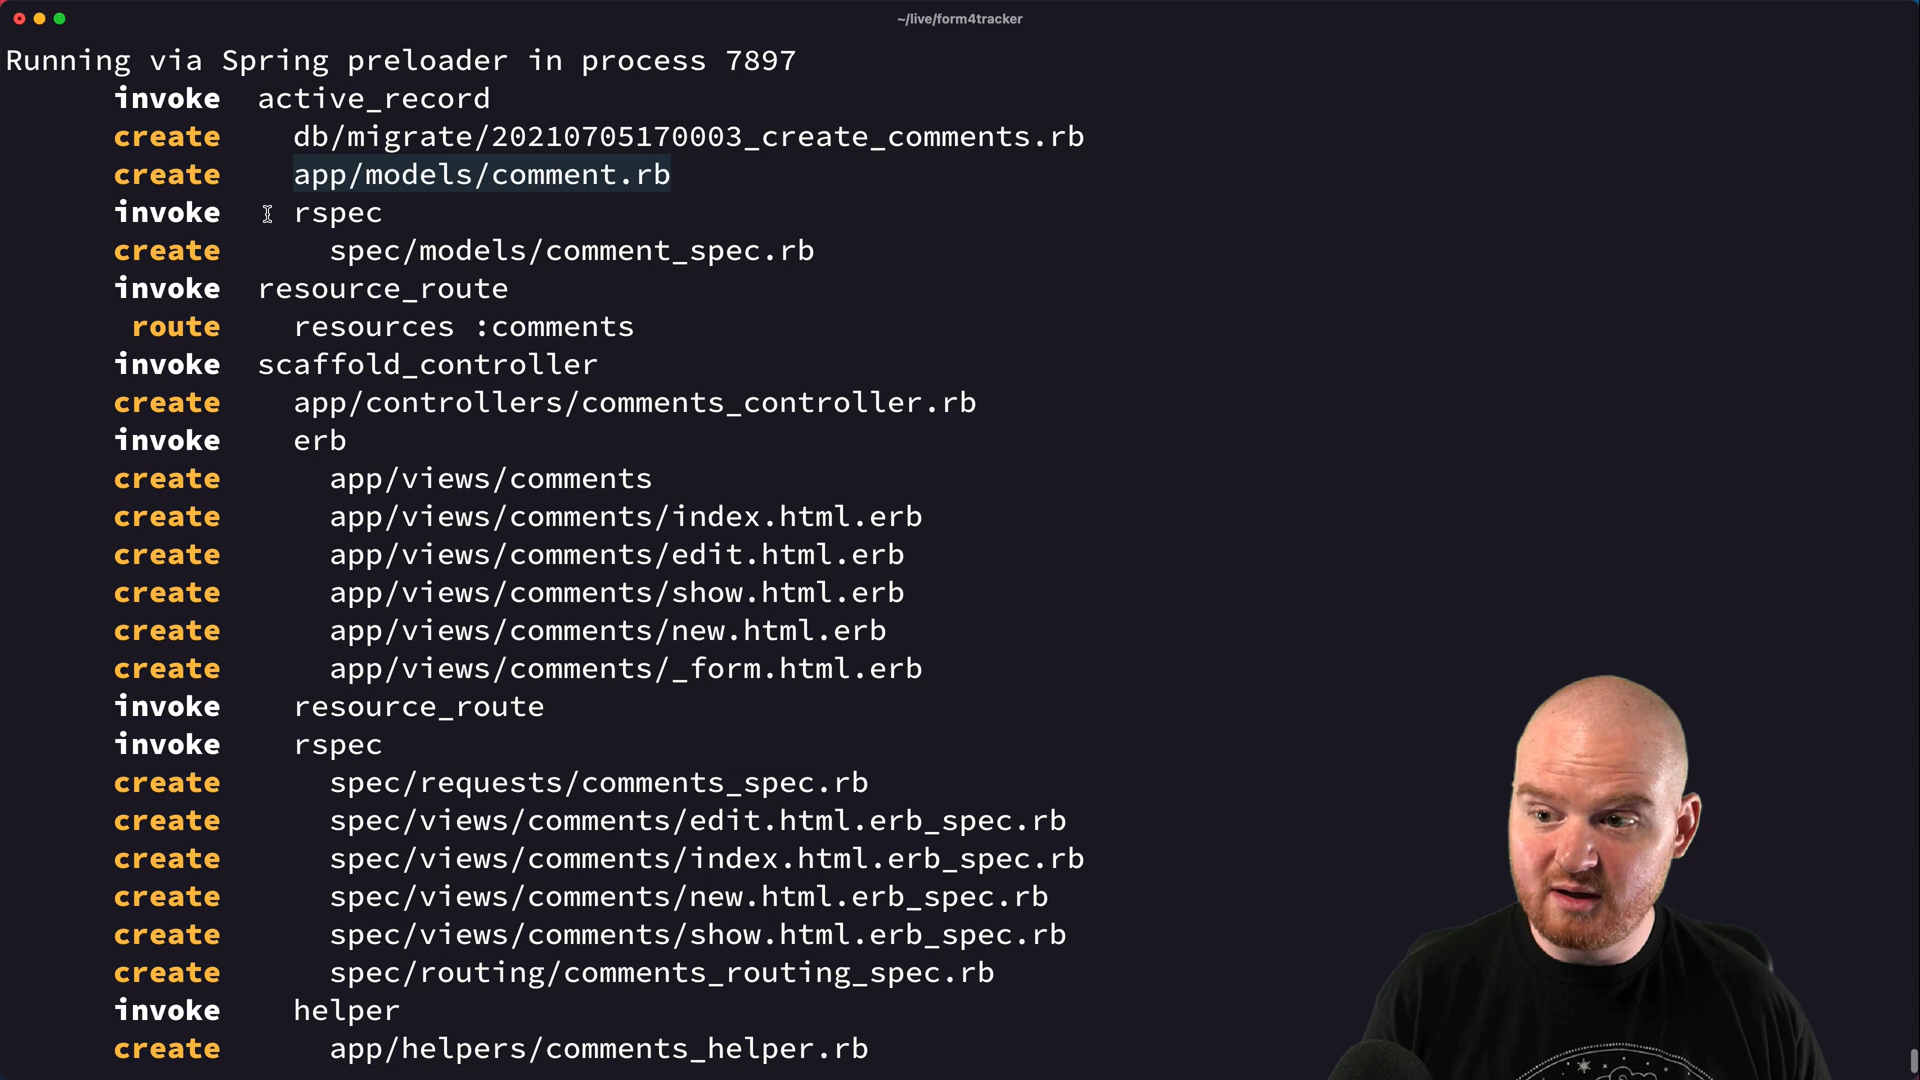 ~/live/form4tracker
Running via Spring preloader in process 7897
invoke active_record
create db/migrate/20210705170003_create_comments.rb
create app/models/comment.rb
invoke rspec
create spec/models/comment_spec.rb
invoke resource_route
route resources :comments
invoke scaffold_controller
create app/controllers/comments_controller.rb
invoke erb
create app/views/comments
create app/views/comments/index.html.erb
create app/views/comments/edit.html.erb
create app/views/comments/show.html.erb
create app/views/comments/new.html.erb
create app/views/comments/_form.html.erb
invoke resource_route
invoke rspec
create spec/requests/comments_spec.rb
create spec/views/comments/edit.html.erb_spec.rb
create spec/views/comments/index.html.erb_spec.rb
create spec/views/comments/new.html.erb_spec.rb
create spec/views/comments/show.html.erb_spec.rb
create spec/routing/comments_routing_spec.rb
invoke helper
create app/helpers/comments_helper.rb